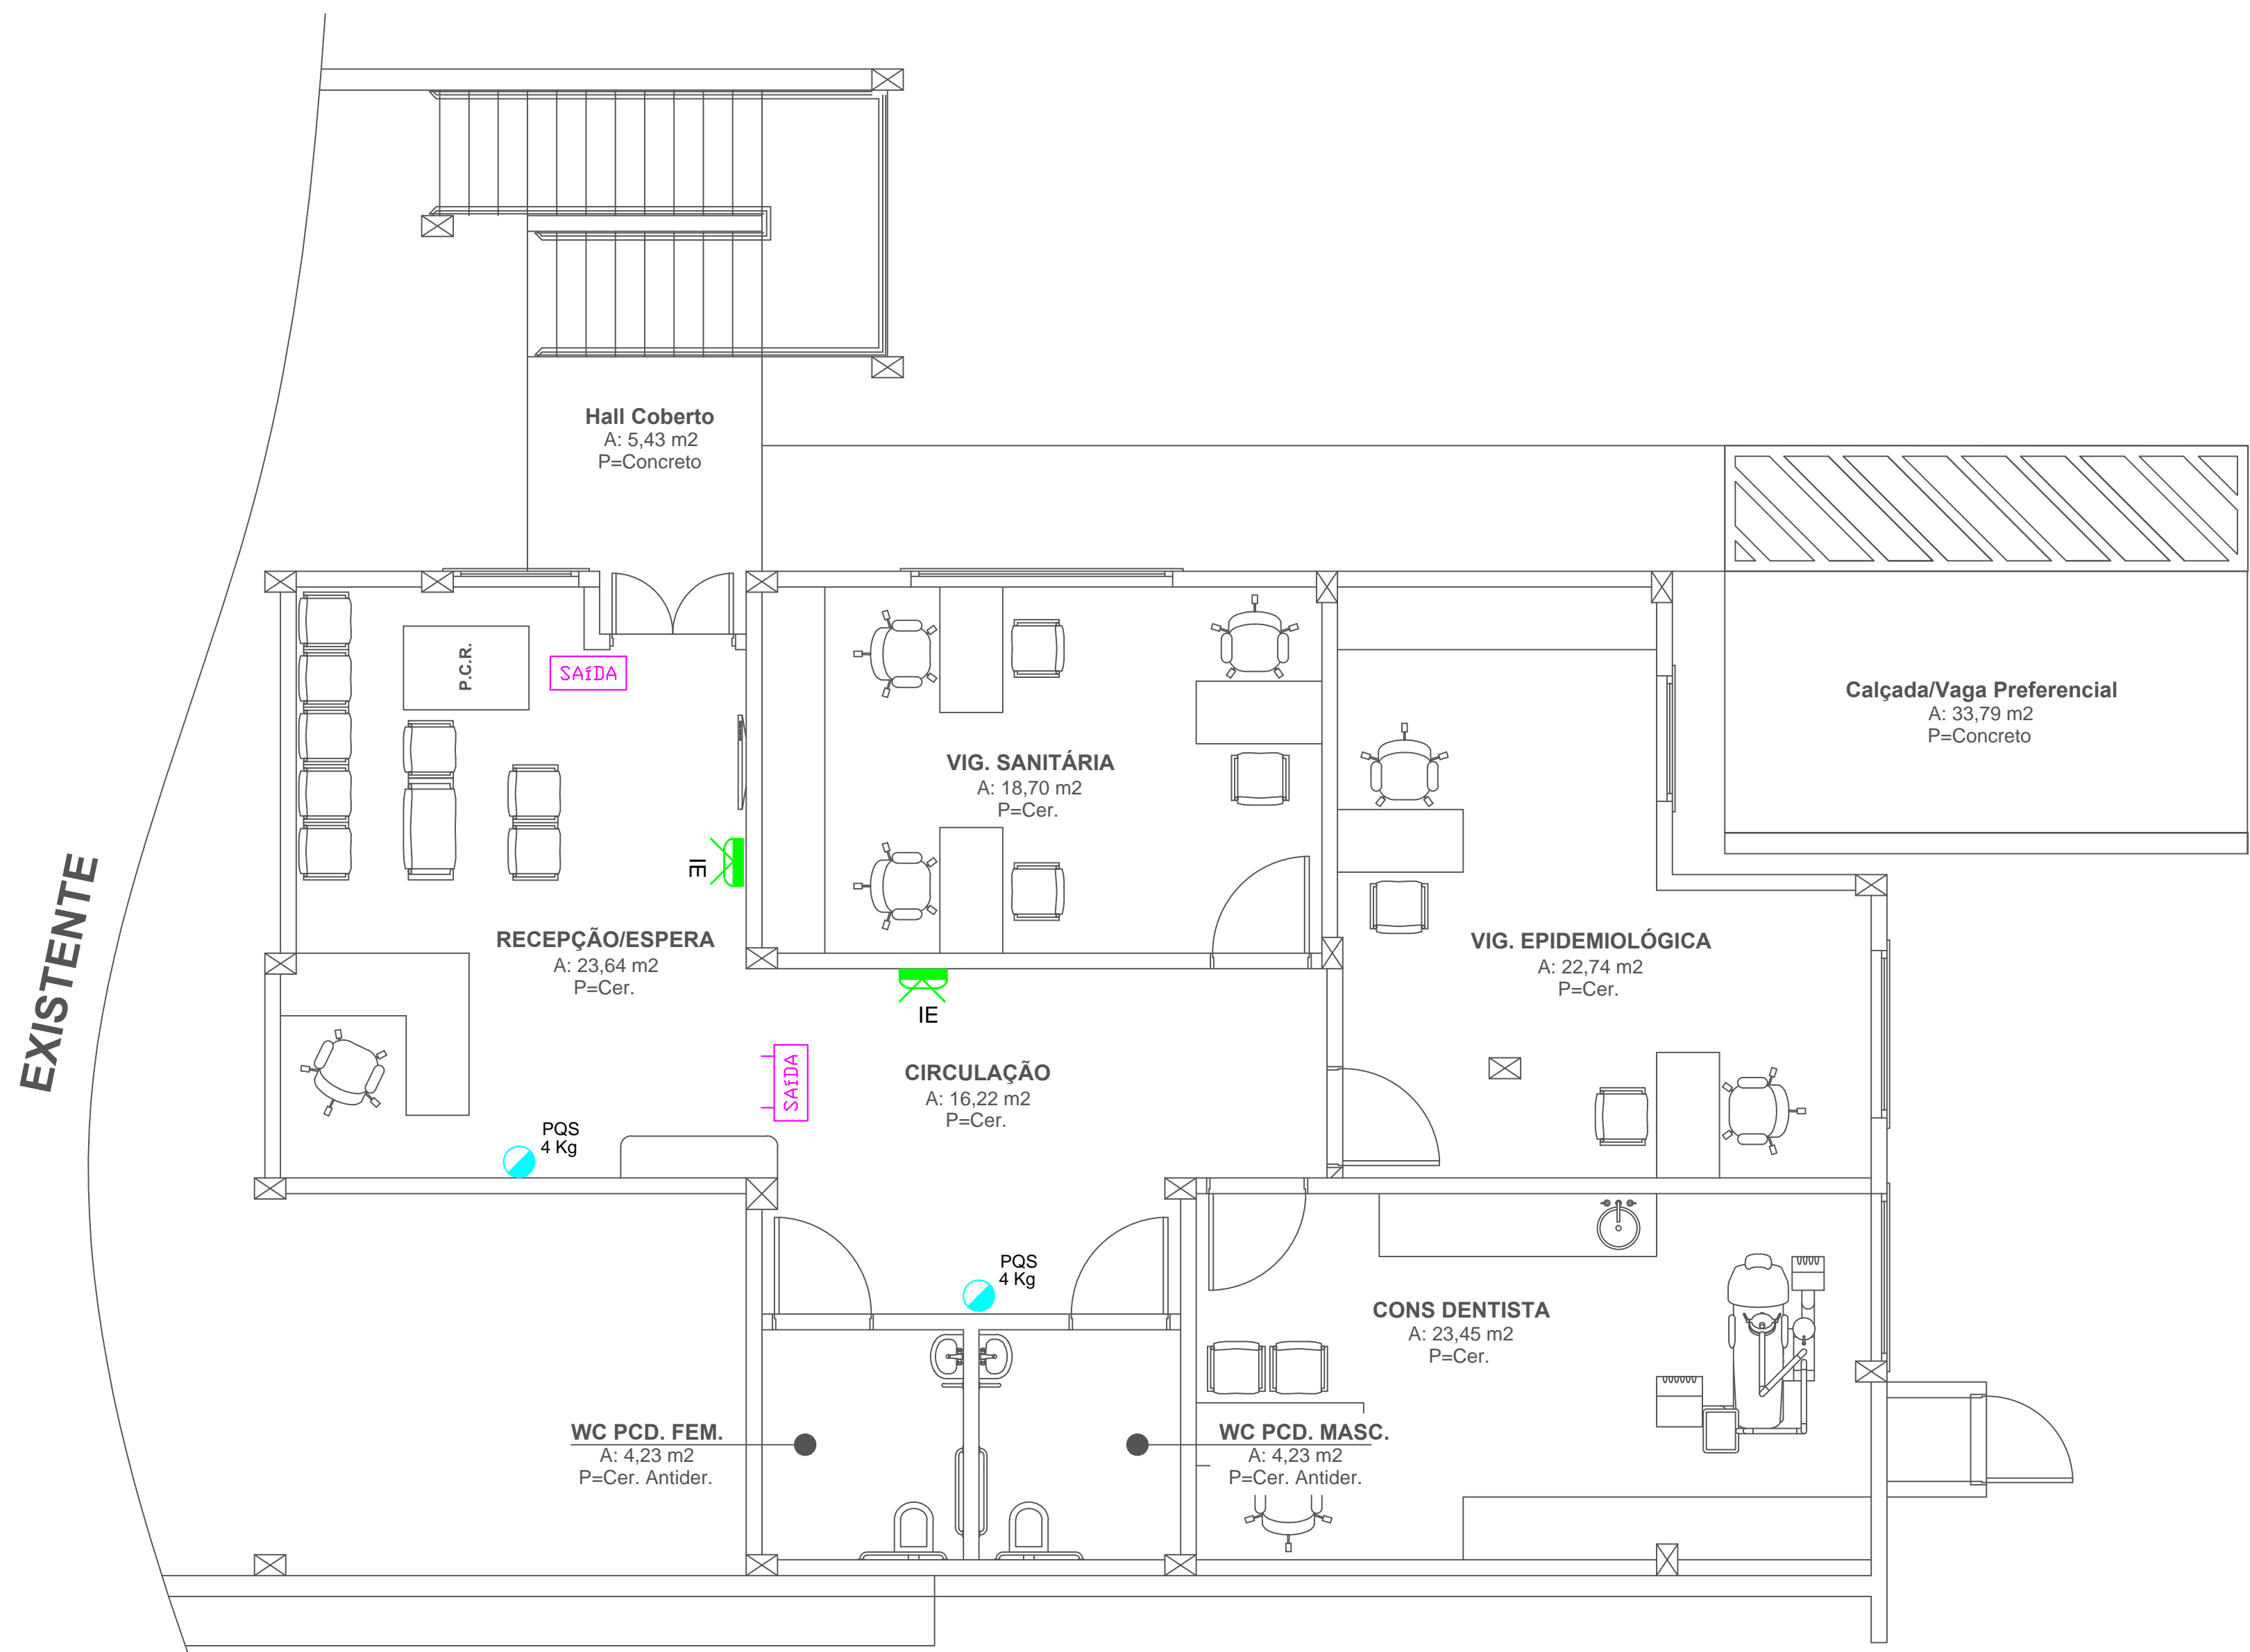 Hall Coberto
A: 5,43 m2
P=Concreto
P.C.R.
SAÍDA
Calçada/Vaga Preferencial
A: 33,79 m2
P=Concreto
VIG. SANITÁRIA
A: 18,70 m2
P=Cer.
IE
EXISTENTE
RECEPÇÃO/ESPERA
A: 23,64 m2
P=Cer.
VIG. EPIDEMIOLÓGICA
A: 22,74 m2
P=Cer.
IE
SAÍDA
CIRCULAÇÃO
A: 16,22 m2
P=Cer.
PQS
4 Kg
PQS
4 Kg
CONS DENTISTA
A: 23,45 m2
P=Cer.
WC PCD. FEM.
A: 4,23 m2
P=Cer. Antider.
WC PCD. MASC.
A: 4,23 m2
P=Cer. Antider.